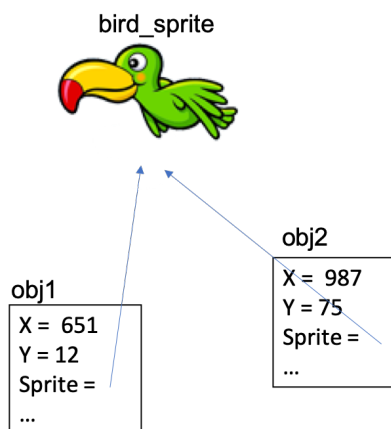 bird_sprite
obj1
X =  651
Y = 12
Sprite =
...
obj2
X =  987
Y = 75
Sprite =
...